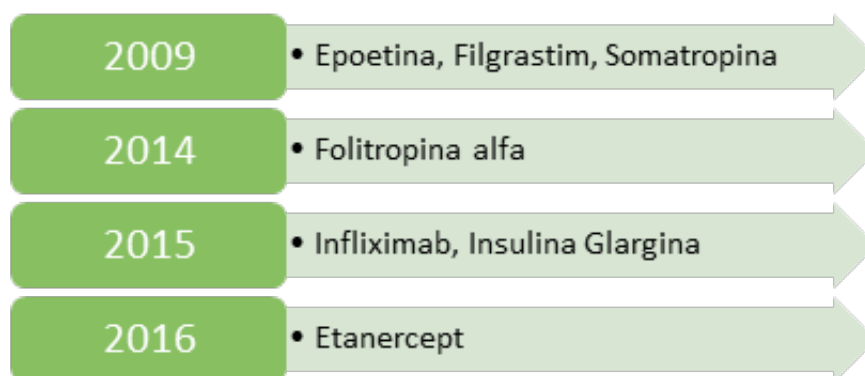 2009
• Epoetina, Filgrastim, Somatropina
2014
• Folitropina alfa
2015
• Infliximab, Insulina Glargina
2016
• Etanercept